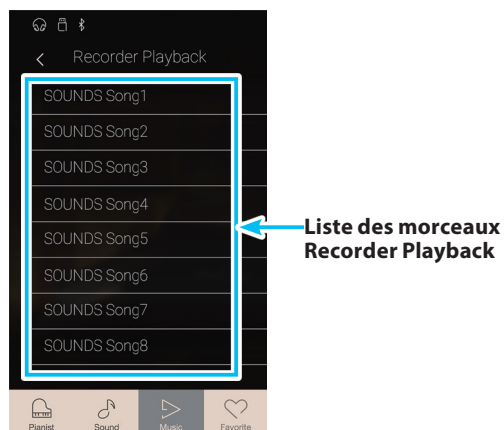 Recorder Playback
SOUNDS Song1
SOUNDS Song2
SOUNDS Song3
SOUNDS Song4
SOUNDS Song5
SOUNDS Song6
SOUNDS Song7
SOUNDS Song8
Liste des morceaux
Recorder Playback
Pianist Sound Music Favorite